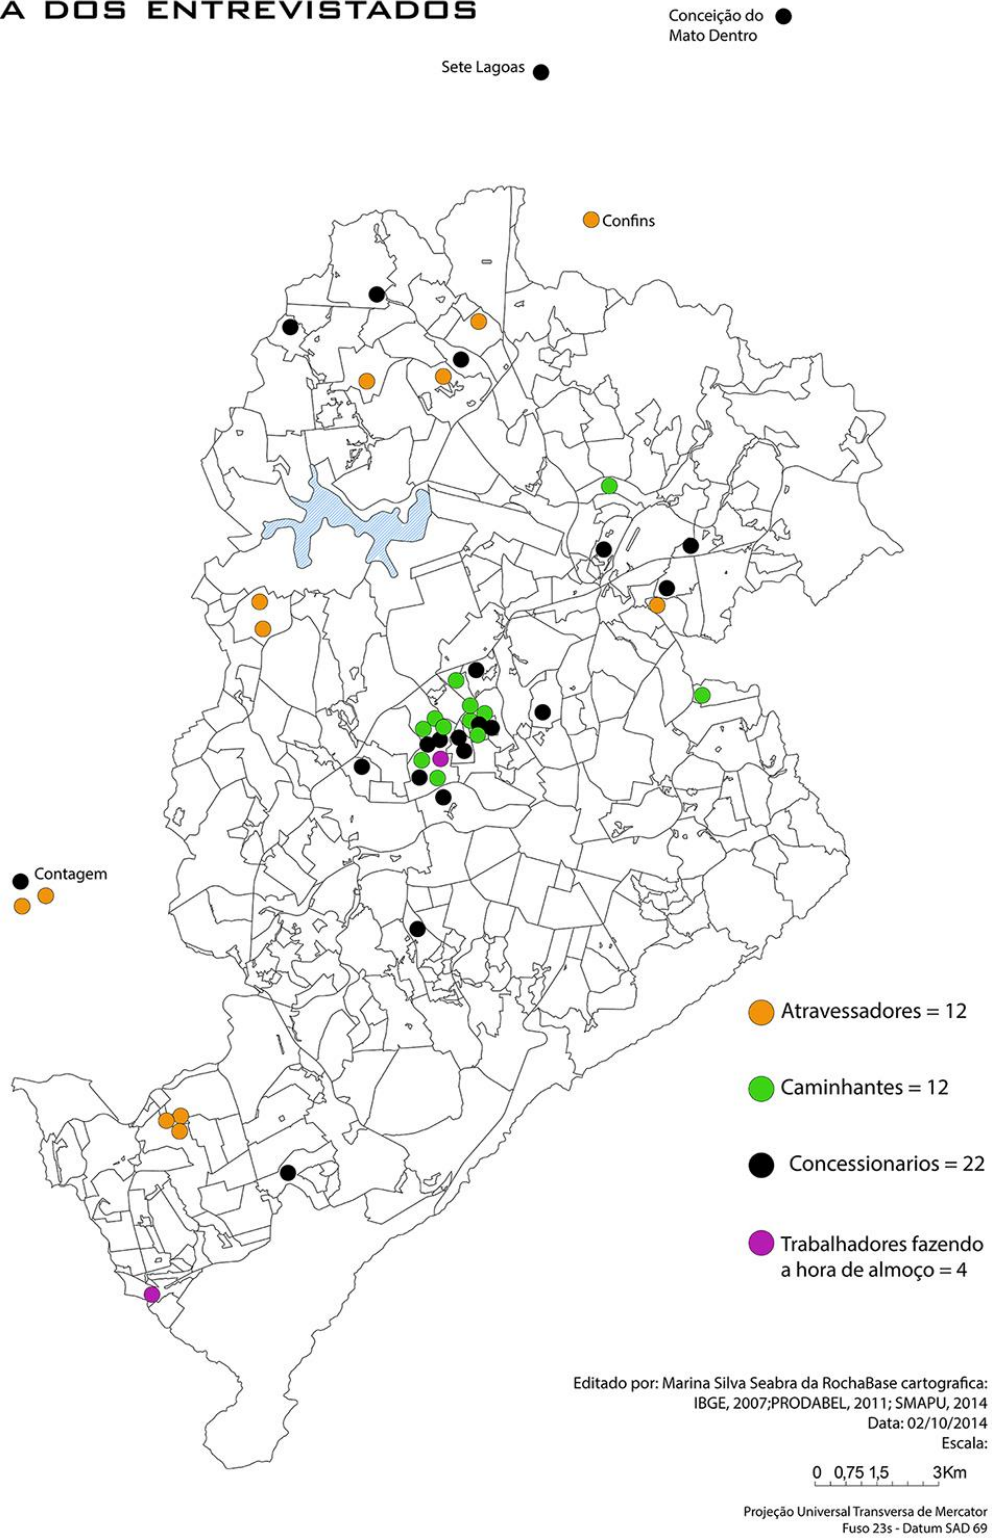 A DOS ENTREVISTADOS
Conceição do
Mato Dentro
Sete Lagoas
Confins
Contagem
Atravessadores = 12
Caminhantes = 12
Concessionarios = 22
Trabalhadores fazendo
a hora de almoço = 4
Editado por: Marina Silva Seabra da RochaBase cartografica:
IBGE, 2007;PRODABEL, 2011; SMAPU, 2014
Data: 02/10/2014
Escala:
0 0,75 1,5 3Km
Projeção Universal Transversa de Mercator
Fuso 23s - Datum SAD 69